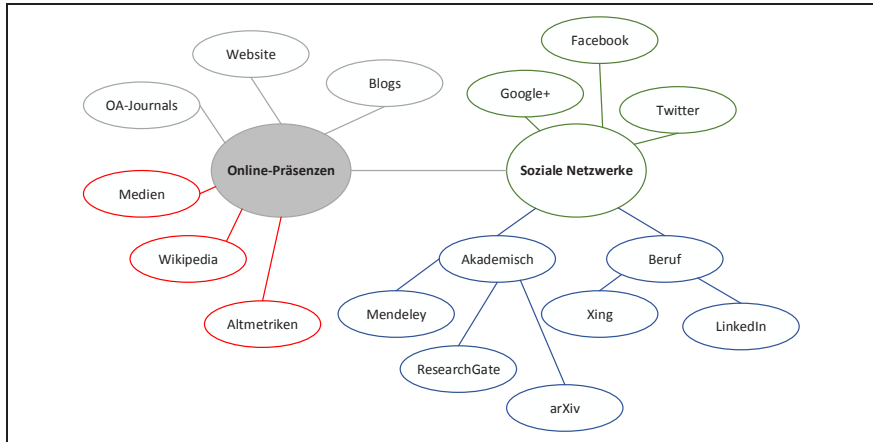 Facebook
Website
Blogs
Google+
OA-Journals
Twitter
Online-Präsenzen
Soziale Netzwerke
Medien
Wikipedia
Akademisch
Beruf
Mendeley
Xing
Altmetriken
LinkedIn
ResearchGate
arXiv